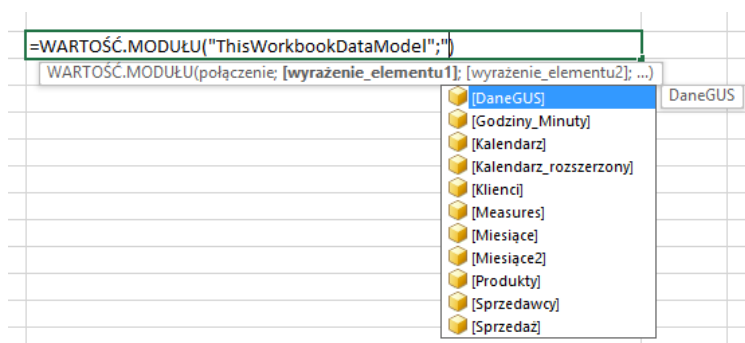 =WARTOŚĆ.MODUŁU("ThisWorkbookDataModel";")
WARTOŚĆ.MODUŁU(połączenie; [wyrażenie_elementu1]; [wyrażenie_elementu2]; ...)
[DaneGUS] DaneGUS
[Godziny_Minuty]
[Kalendarz]
[Kalendarz_rozszerzony]
[Klienci]
[Measures]
[Miesiące]
[Miesiące2]
[Produkty]
[Sprzedawcy]
[Sprzedaż]